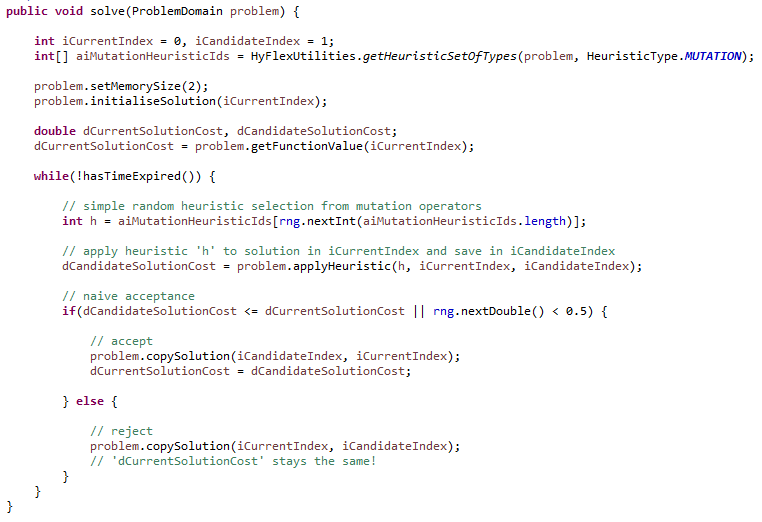 public void solve(ProblemDomain problem) {
int iCurrentIndex = 0, iCandidateIndex = 1;
int[] aiMutationHeuristicIds = HyFlexUtilities.getHeuristicSetOfTypes(problem, HeuristicType.MUTATION);
problem.setMemorySize(2);
problem.initialiseSolution(iCurrentIndex);
double dCurrentSolutionCost, dCandidateSolutionCost;
dCurrentSolutionCost = problem.getFunctionValue(iCurrentIndex);
while(!hasTimeExpired()) {
// simple random heuristic selection from mutation operators
int h = aiMutationHeuristicIds[rng.nextInt(aiMutationHeuristicIds.length)];
// apply heuristic 'h' to solution in iCurrentIndex and save in iCandidateIndex
dCandidateSolutionCost = problem.applyHeuristic(h, iCurrentIndex, iCandidateIndex);
// naive acceptance
if(dCandidateSolutionCost <= dCurrentSolutionCost || rng.nextDouble() < 0.5) {
// accept
problem.copySolution(iCandidateIndex, iCurrentIndex);
dCurrentSolutionCost = dCandidateSolutionCost;
} else {
// reject
problem.copySolution(iCurrentIndex, iCandidateIndex);
// 'dCurrentSolutionCost' stays the same!
}
}
}